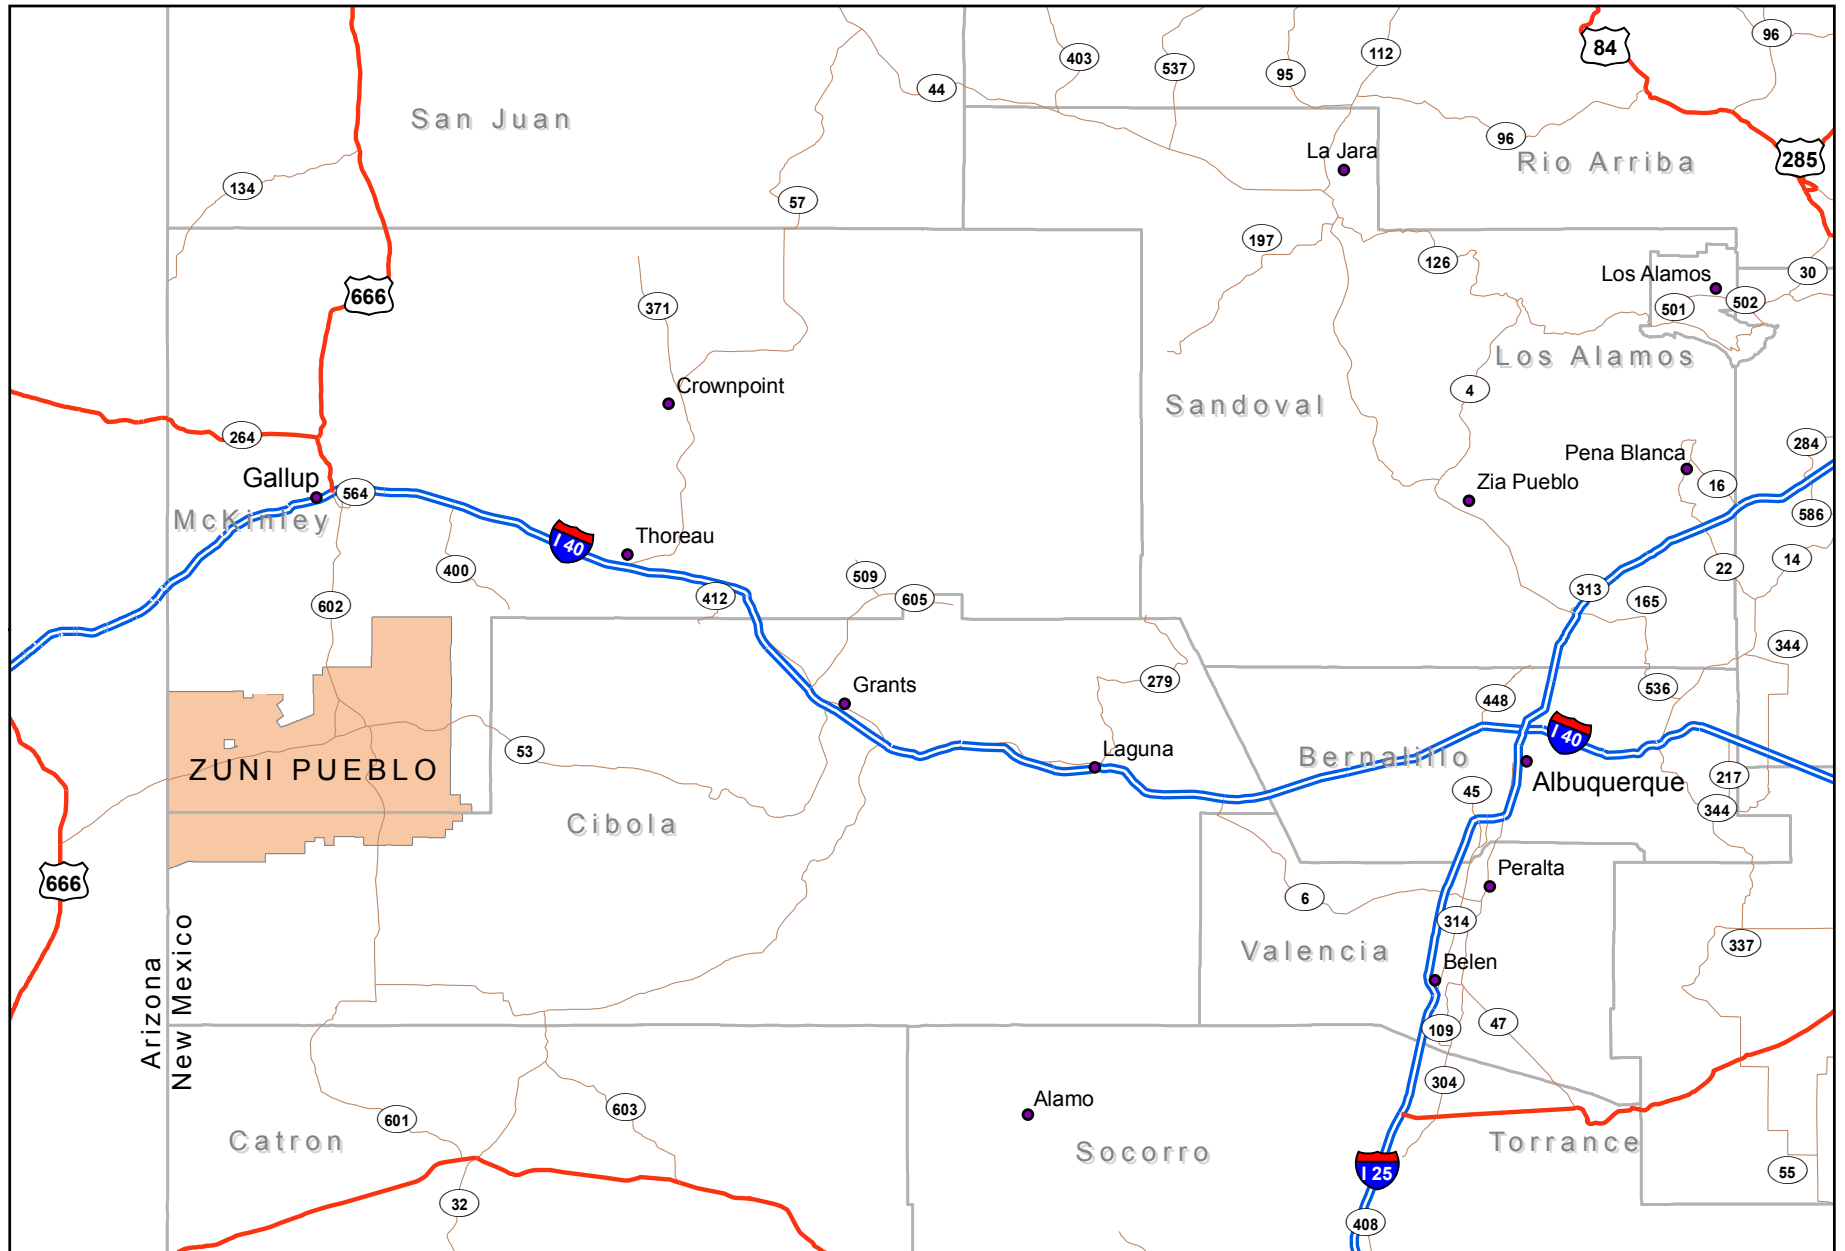 84
96
403
112
537
95
44
San Juan
96
La Jara
Rio Arriba
285
134
57
197
126
Los Alamos
30
666
371
501
502
Los Alamos
Crownpoint
4
Sandoval
264
284
Pena Blanca
Gallup
564
Zia Pueblo
16
McKinley
586
I 40
Thoreau
400
509
22
14
412
605
313
165
602
344
279
Grants
448
536
53
I 40
Laguna
Bernalillo
ZUNI PUEBLO
217
Albuquerque
45
344
Cibola
Peralta
666
6
314
337
Valencia
Belen
Arizona
New Mexico
109
47
304
Alamo
603
601
Catron
Socorro
Torrance
I 25
55
32
408